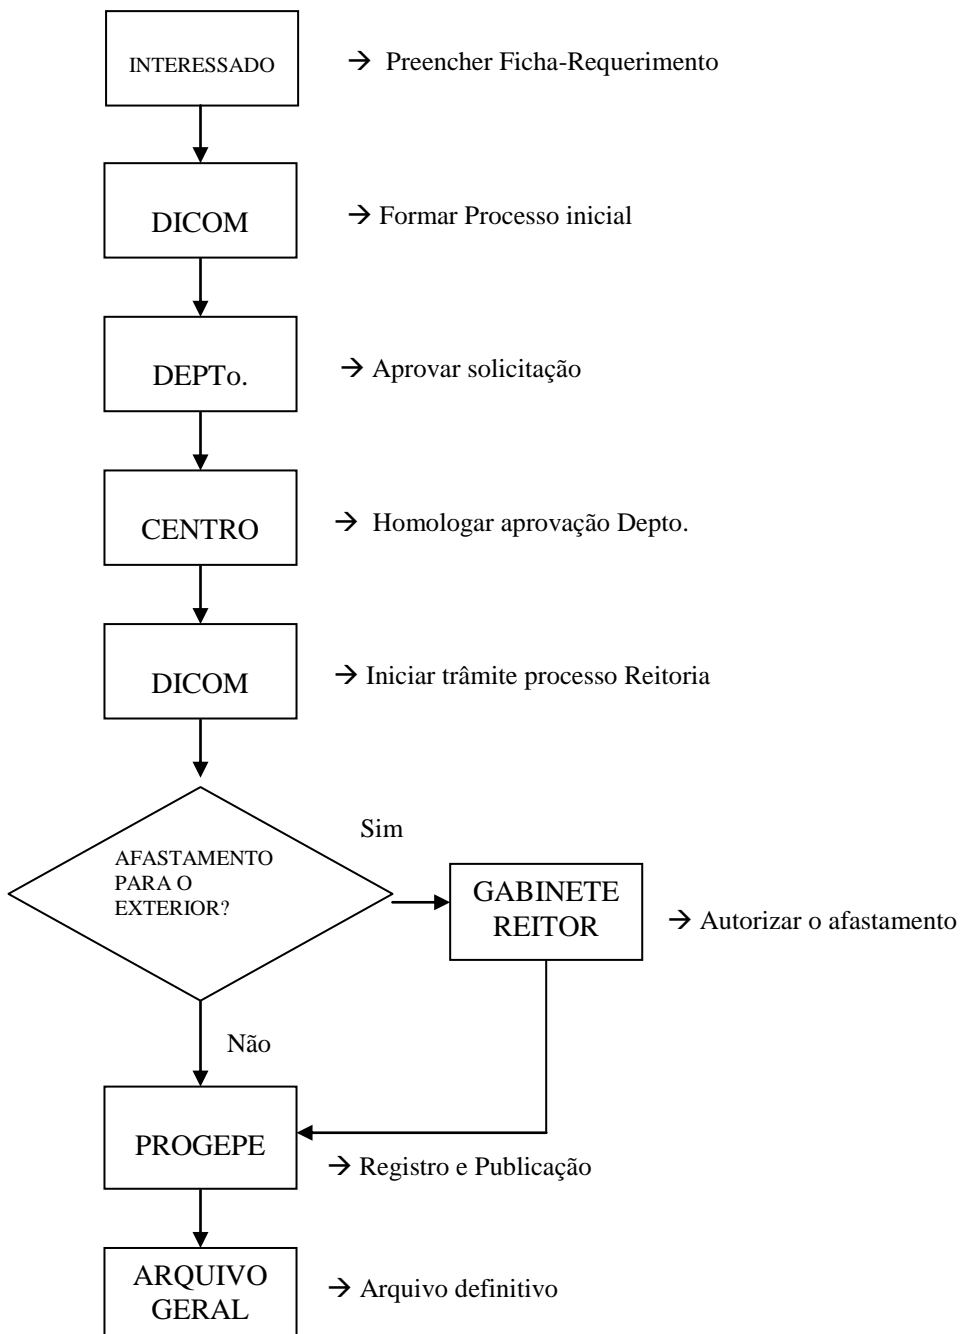 INTERESSADO
→ Preencher Ficha-Requerimento
DICOM
→ Formar Processo inicial
DEPTo.
→ Aprovar solicitação
CENTRO
→ Homologar aprovação Depto.
DICOM
→ Iniciar trâmite processo Reitoria
AFASTAMENTO
PARA O
EXTERIOR?
Sim
GABINETE
REITOR
→ Autorizar o afastamento
Não
PROGEPE
→ Registro e Publicação
ARQUIVO
GERAL
→ Arquivo definitivo